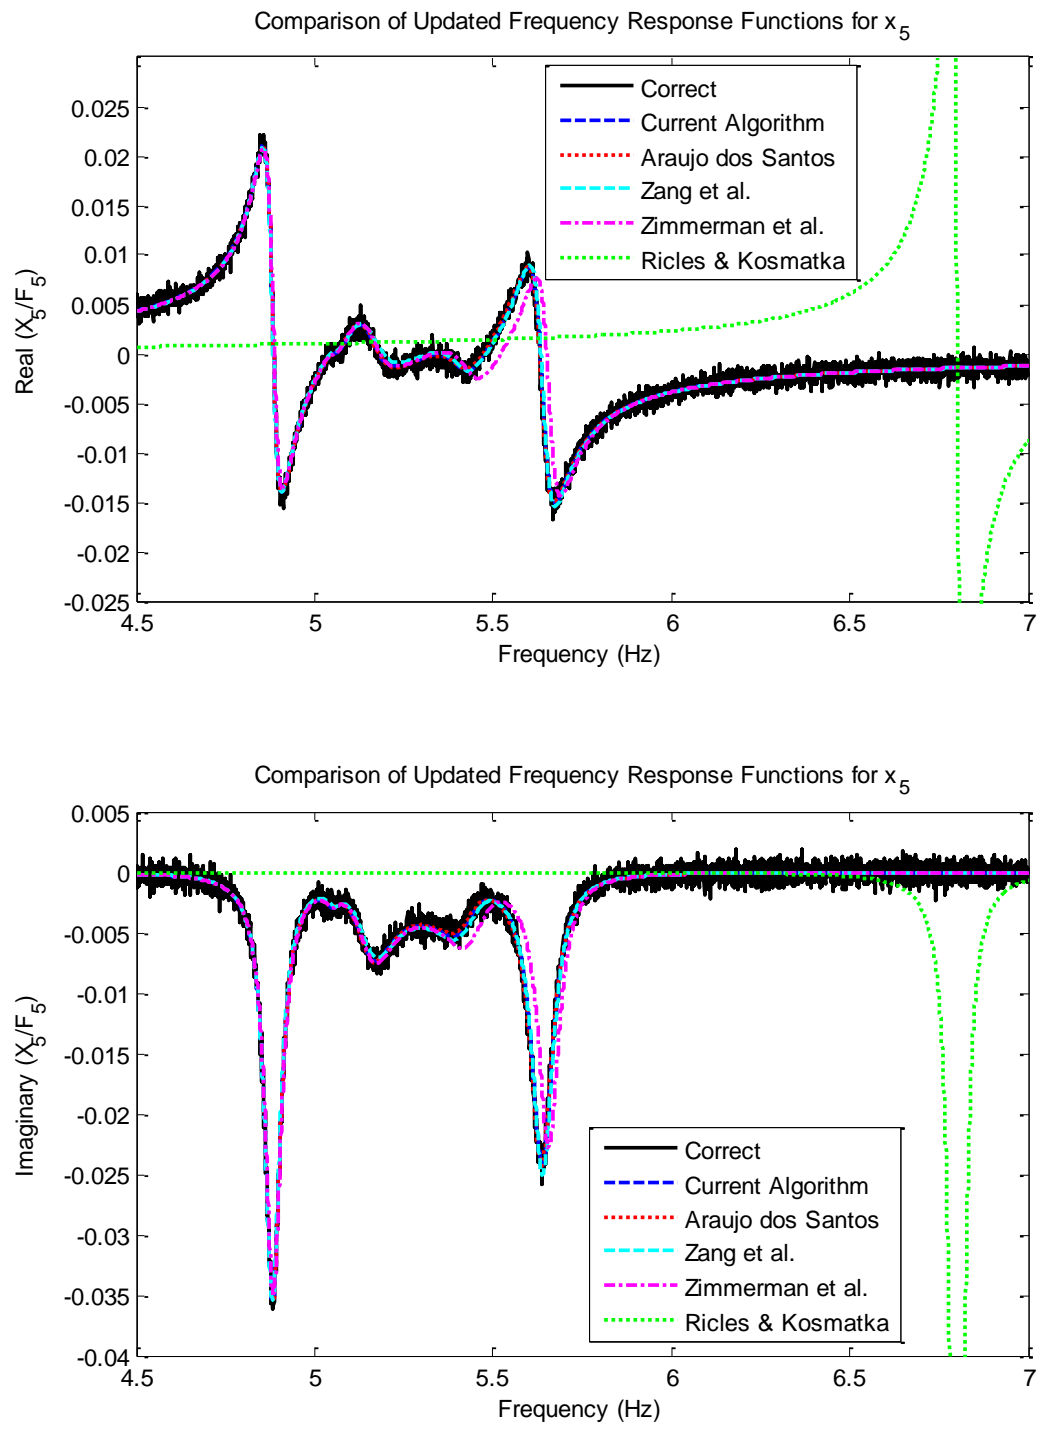 Comparison of Updated Frequency Response Functions for x5
Real (X5/F5)
0.025
0.02
0.015
0.01
0.005
0
-0.005
-0.01
-0.015
-0.02
-0.025
Correct
Current Algorithm
Araujo dos Santos
Zang et al.
Zimmerman et al.
Ricles & Kosmatka
4.5 5 5.5 6 6.5 7
Frequency (Hz)
Comparison of Updated Frequency Response Functions for x5
Imaginary (X5/F5)
0.005
0
-0.005
-0.01
-0.015
-0.02
-0.025
-0.03
-0.035
-0.04
Correct
Current Algorithm
Araujo dos Santos
Zang et al.
Zimmerman et al.
Ricles & Kosmatka
4.5 5 5.5 6 6.5 7
Frequency (Hz)